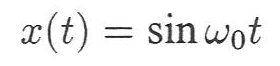 x(t) = sin ω₀t